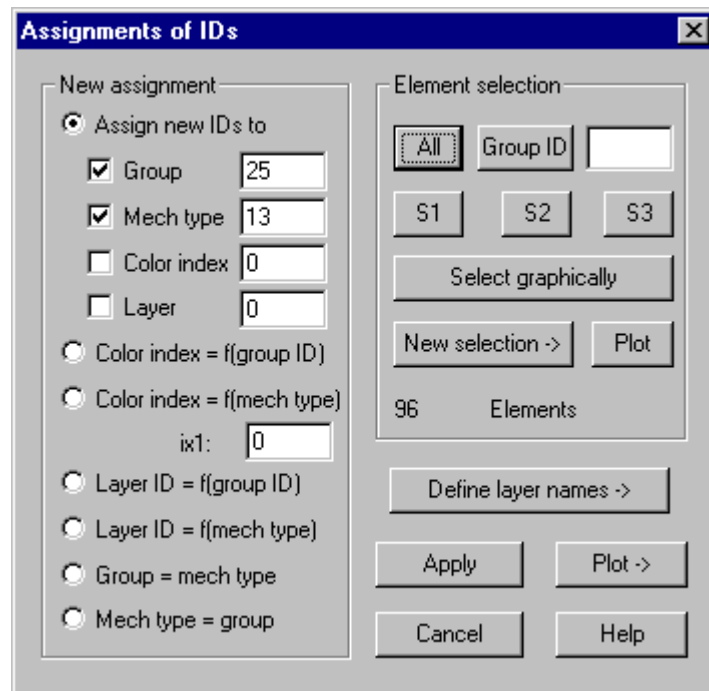 Assignments of IDs
New assignment
Assign new IDs to
Group 25
Mech type 13
Color index 0
Layer 0
Color index = f(group ID)
Color index = f(mech type)
ix1: 0
Layer ID = f(group ID)
Layer ID = f(mech type)
Group = mech type
Mech type = group
Element selection
All Group ID
S1 S2 S3
Select graphically
New selection -> Plot
96 Elements
Define layer names ->
Apply Plot ->
Cancel Help